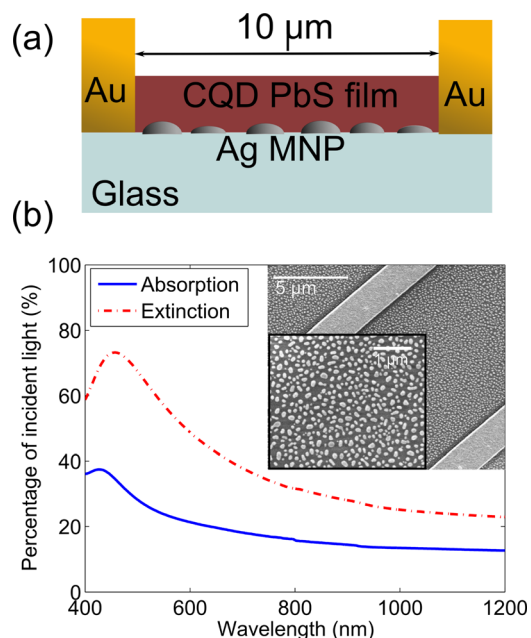 (a)
10 μm
Au
CQD PbS film
Au
Ag MNP
Glass
(b)
Percentage of incident light (%)
100
80
60
40
20
0
Absorption
Extinction
5 μm
1 μm
400
600
800
1000
1200
Wavelength (nm)